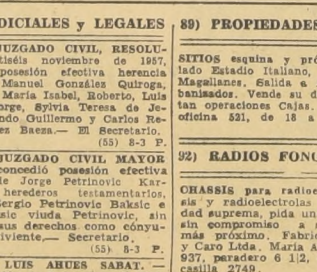 DICIALES y LEGALES
JUZGADO CIVIL, RESOLU-
tiséis noviembre de 1957,
posesión efectiva herencia
Manuel González Quiroga,
María Isabel, Roberto, Luis
orge, Sylvia Teresa de Je-
ndo Guillermo y Carlos Re-
ez Baeza.— El Secretario.
(55) 8-3 P.
JUZGADO CIVIL MAYOR
concedió posesión efectiva
de Jorge Petrinovic Kar-
herederos testamentarios,
Sergio Petrinovic Baksic e
sic viuda Petrinovic, sin
sus derechos como cónyu-
viviente.— Secretario.
(55) 8-3 P.
LUIS AHUES SABAT. —
89) PROPIEDADES
SITIOS esquina y pró
lado Estadio Italiano,
Magallanes. Salida a
banizados. Vende su d
tan operaciones Cajas.
oficina 521, de 18 a
92) RADIOS FONO
CHASSIS para radioe
sis y radioelectrolas
dad suprema, pida un
sin compromiso a
más próximo. Fabric
y Caro Ltda. María A
937, paradero 6 1|2,
casilla 2749